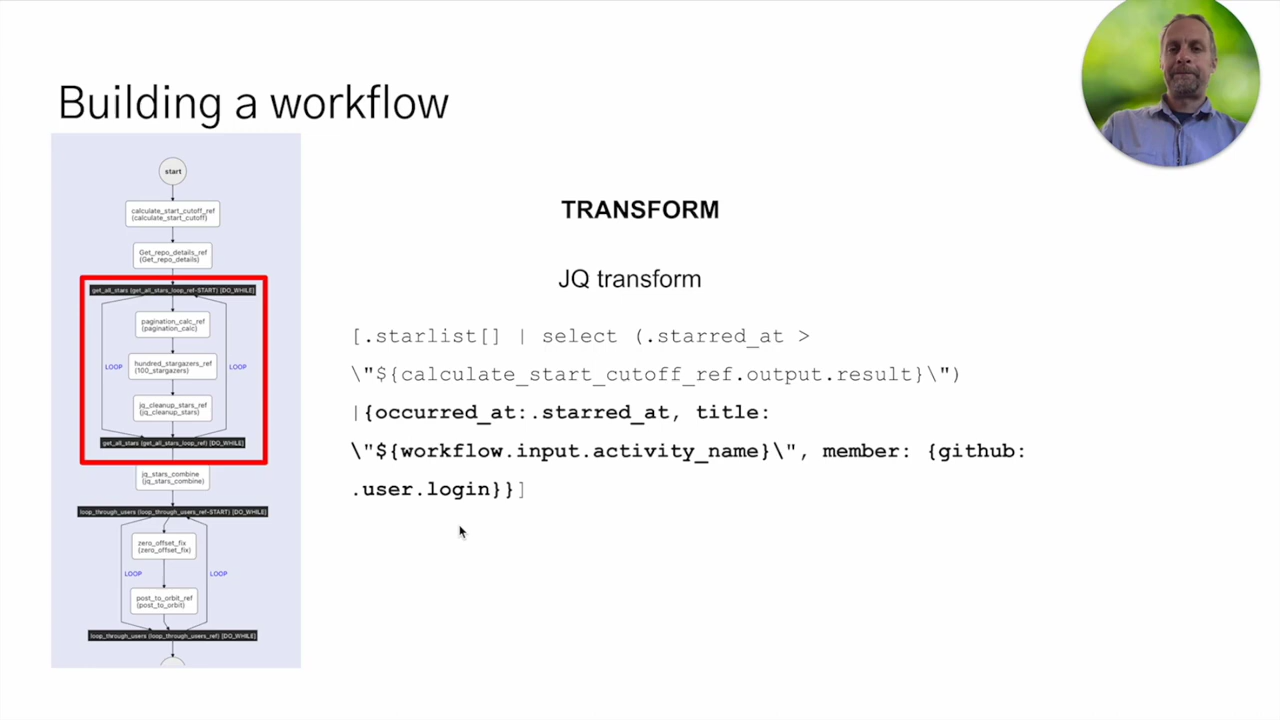 Building a workflow
start
calculate_start_cutoff_ref
(calculate_start_cutoff)
Get_repo_details_ref
(Get_repo_details)
get_all_stars (get_all_stars_loop_ref-START) [DO_WHILE]
pagination_calc_ref
(pagination_calc)
LOOP
LOOP
hundred_stargazers_ref
(100_stargazers)
jq_cleanup_stars_ref
(jq_cleanup_stars)
get_all_stars (get_all_stars_loop_ref) [DO_WHILE]
jq_stars_combine
(jq_stars_combine)
loop_through_users (loop_through_users_ref-START) [DO_WHILE]
zero_offset_fix
(zero_offset_fix)
LOOP
LOOP
post_to_orbit_ref
(post_to_orbit)
loop_through_users (loop_through_users_ref) [DO_WHILE]
TRANSFORM
JQ transform
[.starlist[] | select (.starred_at >
\"${calculate_start_cutoff_ref.output.result}\")
|{occurred_at:.starred_at, title:
\"${workflow.input.activity_name}\", member: {github:
.user.login}}]